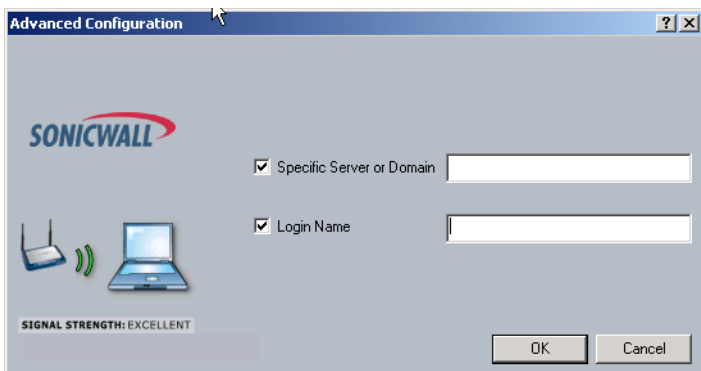 Advanced Configuration
SONICWALL
Specific Server or Domain
Login Name
SIGNAL STRENGTH: EXCELLENT
OK
Cancel